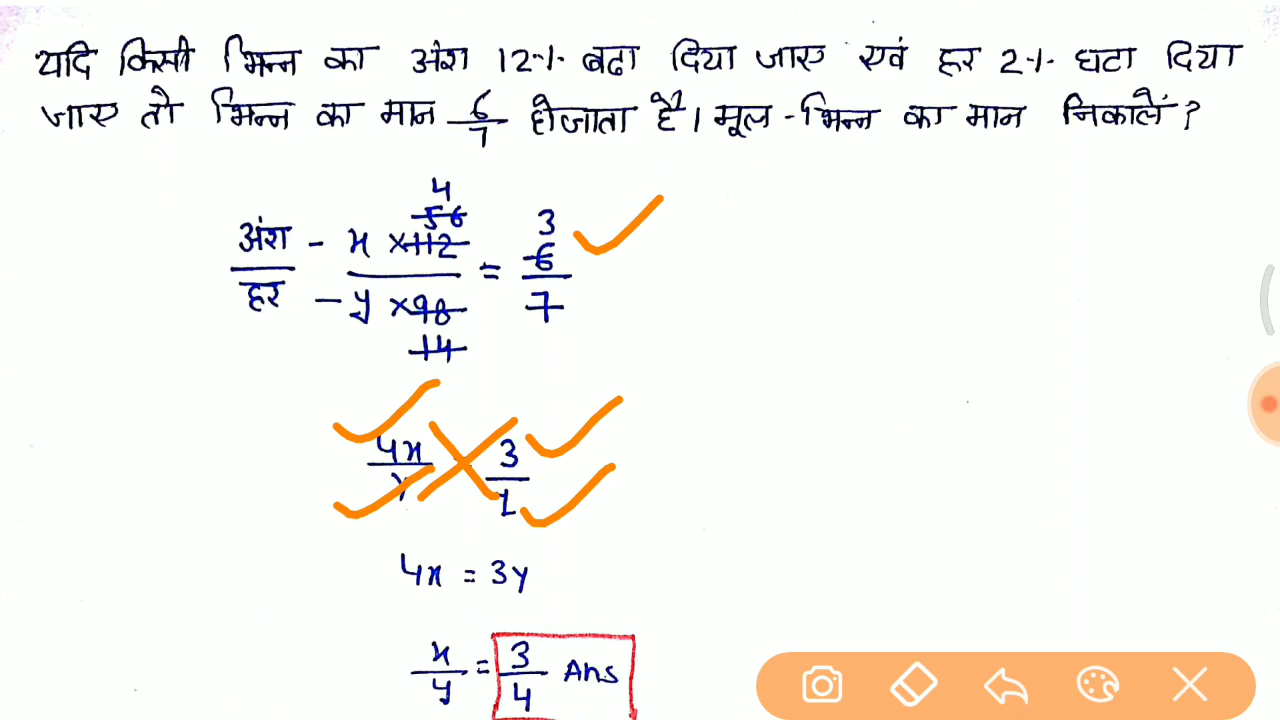 यदि किसी भिन्न का अंश 12% बढा दिया जाए एवं हर 2% घटा दिया
जाए तो भिन्न का मान 6/7 होजाता है। मूल-भिन्न का मान निकालें?
4
56
अंश - x ×112 = 3 6
हर - y ×98 7
14
4x 3
y 1
4x = 3y
x/y = 3/4 Ans